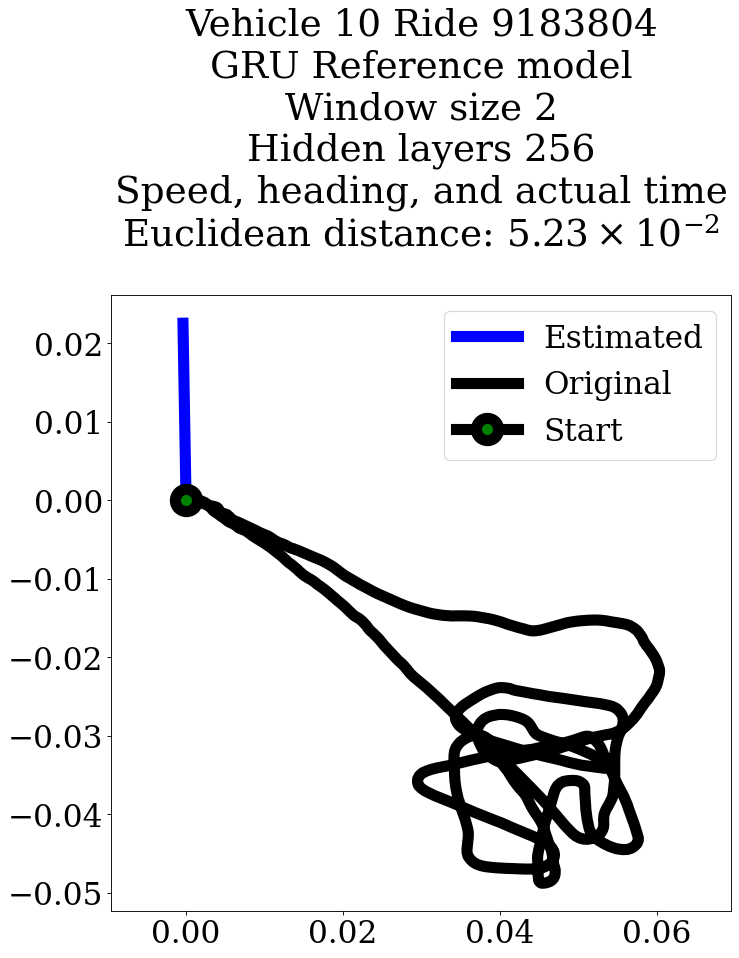 Vehicle 10 Ride 9183804
GRU Reference model
Window size 2
Hidden layers 256
Speed, heading, and actual time
Euclidean distance: 5.23 × 10⁻²
Estimated
Original
Start
0.02
0.01
0.00
−0.01
−0.02
−0.03
−0.04
−0.05
0.00 0.02 0.04 0.06